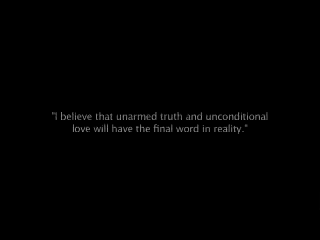 "I believe that unarmed truth and unconditional
love will have the final word in reality."